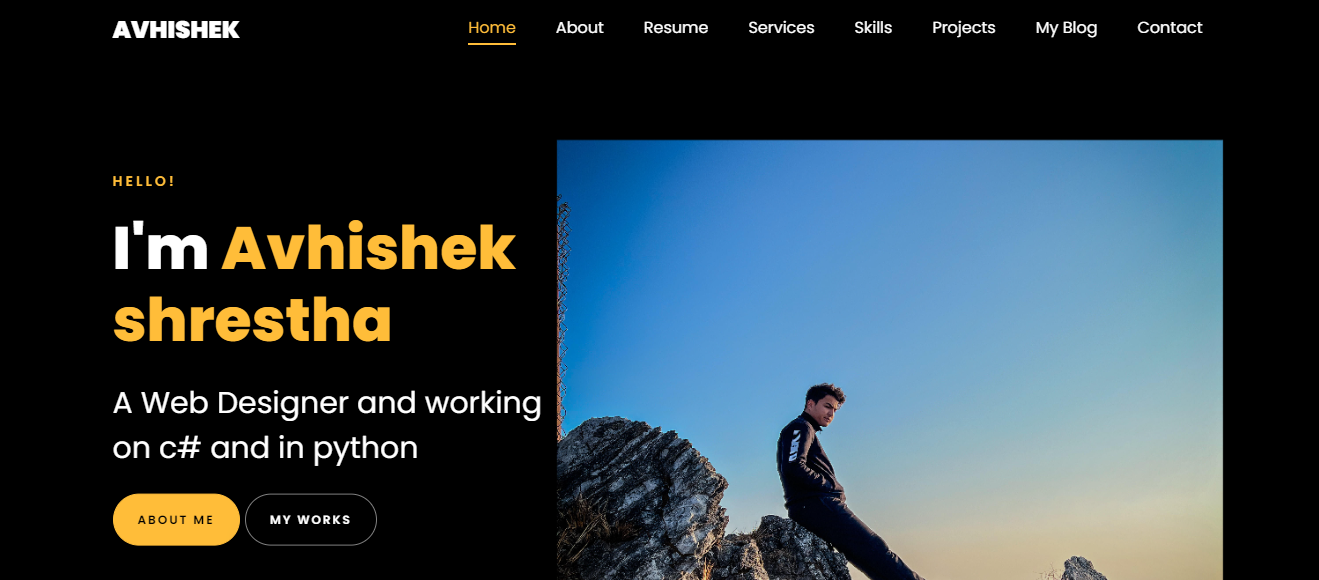 AVHISHEK
Home About Resume Services Skills Projects My Blog Contact
HELLO!
I'm Avhishek
shrestha
A Web Designer and working
on c# and in python
ABOUT ME
MY WORKS